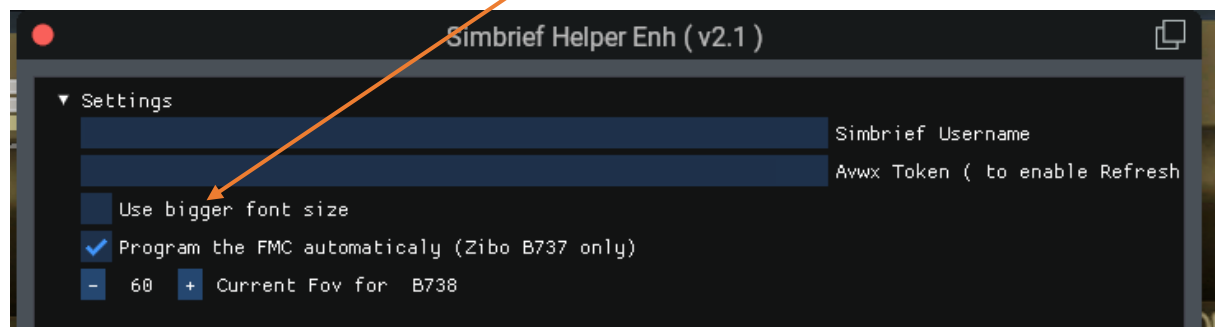 Simbrief Helper Enh ( v2.1 )
Settings
Simbrief Username
Avwx Token ( to enable Refresh
Use bigger font size
Program the FMC automaticaly (Zibo B737 only)
- 60 + Current Fov for B738